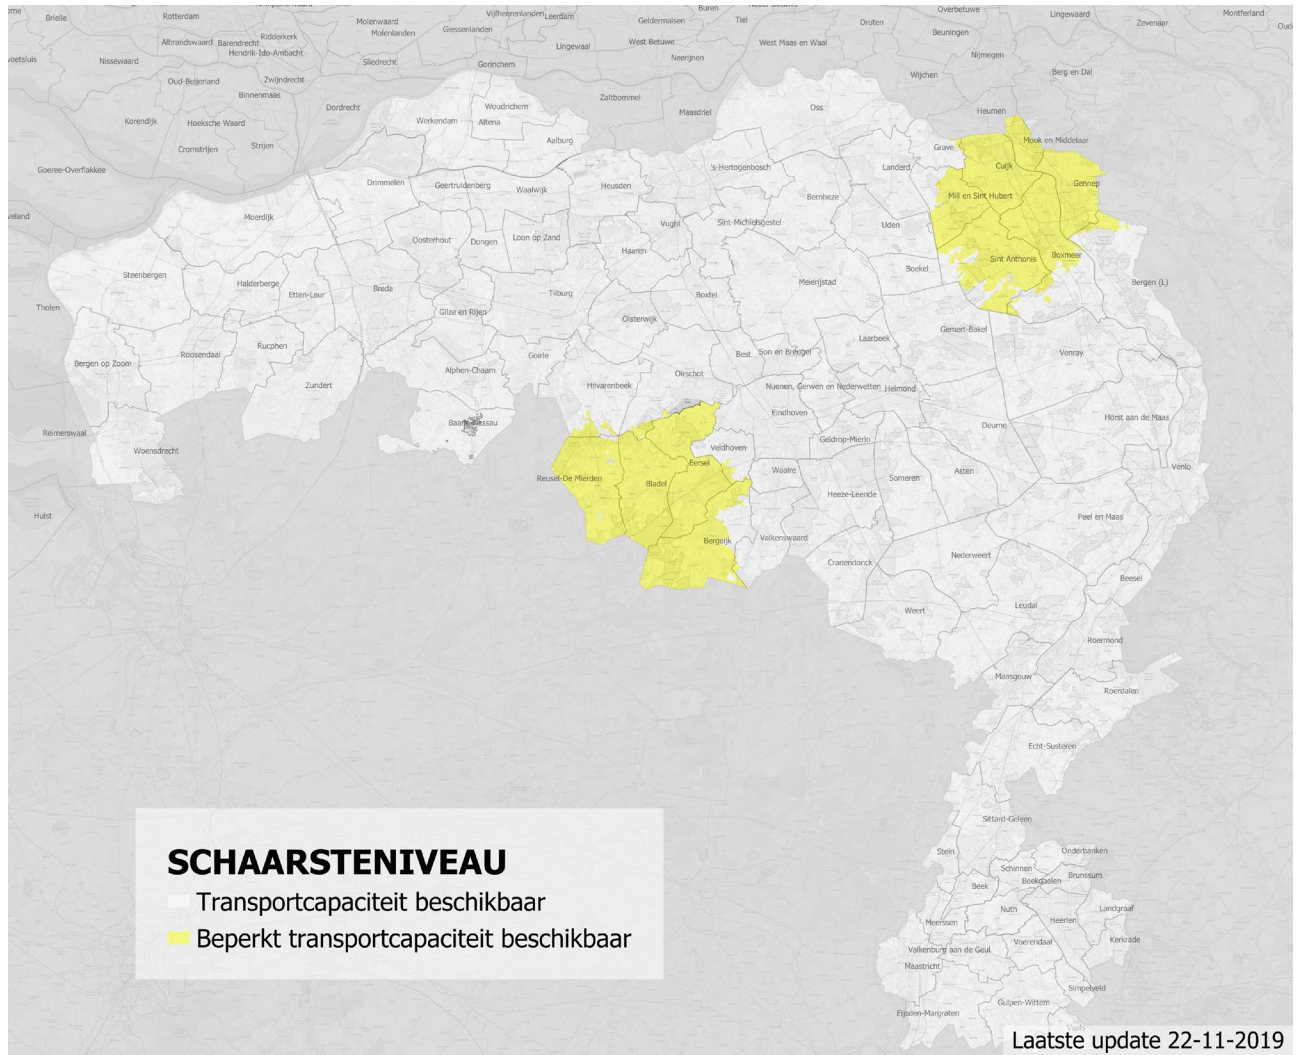 Brielle
Rotterdam
Molenwaard
Molenlanden
Vijfheerenlanden
Leerdam
Giessenlanden
Geldermalsen
Buren
Tiel
Druten
Overbetuwe
Beuningen
Lingewaard
Zevenaar
Montferland
Albrandswaard
Barendrecht
Ridderkerk
Hendrik-Ido-Ambacht
Nissewaard
Sliedrecht
Gorinchem
Lingewaal
West Betuwe
Neerijnen
West Maas en Waal
Nijmegen
Wijchen
Berg en Dal
Oud-Beijerland
Zwijndrecht
Binnenmaas
Dordrecht
Zaltbommel
Maasdriel
Oss
Heumen
Korendijk
Hoeksche Waard
Cromstrijen
Strijen
Woudrichem
Werkendam
Altena
Aalburg
Grave
Mook en Middelaar
Goeree-Overflakkee
Drimmelen
Geertruidenberg
Waalwijk
Heusden
's-Hertogenbosch
Landerd
Cuijk
Gennep
Bernheze
Mill en Sint Hubert
Moerdijk
Vught
Sint-Michielsgestel
Uden
Oosterhout
Dongen
Loon op Zand
Haaren
Boxmeer
Sint Anthonis
Boekel
Steenbergen
Halderberge
Etten-Leur
Breda
Tilburg
Boxtel
Meierijstad
Bergen (L)
Tholen
Gilze en Rijen
Oisterwijk
Gemert-Bakel
Laarbeek
Rucphen
Roosendaal
Bergen op Zoom
Goirle
Best
Son en Breugel
Venray
Alphen-Chaam
Oirschot
Zundert
Hilvarenbeek
Nuenen, Gerwen en Nederwetten
Helmond
Eindhoven
Horst aan de Maas
Baarle-Nassau
Deurne
Reimerswaal
Woensdrecht
Geldrop-Mierlo
Veldhoven
Eersel
Waalre
Asten
Venlo
Reusel-De Mierden
Bladel
Someren
Heeze-Leende
Hulst
Peel en Maas
Bergeijk
Valkenswaard
Nederweert
Cranendonck
Beesel
Weert
Leudal
Roermond
Maasgouw
Roerdalen
Echt-Susteren
Sittard-Geleen
Stein
Onderbanken
Schinnen
Beekdaelen
Brunssum
Beek
Nuth
Landgraaf
Meerssen
Heerlen
Voerendaal
Kerkrade
Valkenburg aan de Geul
Maastricht
Simpelveld
Gulpen-Wittem
Eijsden-Margraten
Vaals
SCHAARSTENIVEAU
Transportcapaciteit beschikbaar
Beperkt transportcapaciteit beschikbaar
Laatste update 22-11-2019